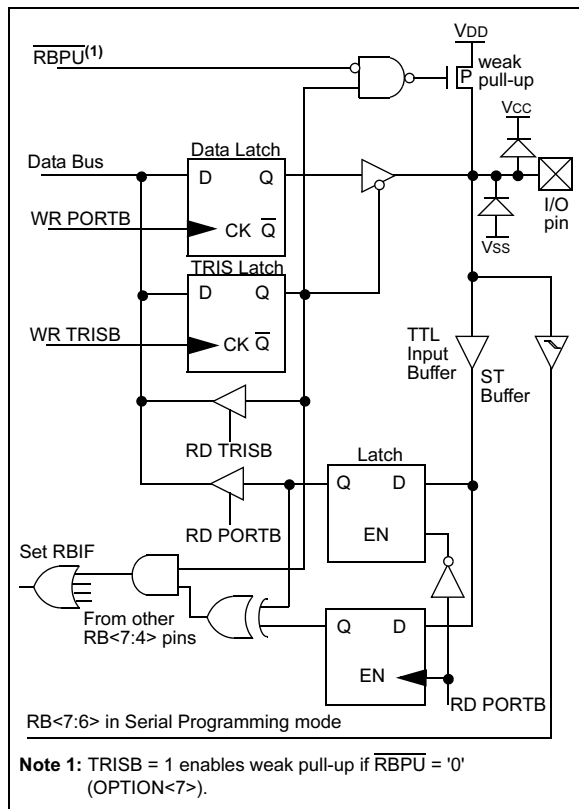 VDD
RBPU(1)
P
weak
pull-up
VCC
Data Bus
Data Latch
D Q
I/O
pin
WR PORTB
CK Q
VSS
TRIS Latch
D Q
WR TRISB
CK Q
TTL
Input
Buffer
ST
Buffer
RD TRISB
Latch
Q D
RD PORTB
EN
Set RBIF
From other
RB<7:4> pins
Q D
EN
RD PORTB
RB<7:6> in Serial Programming mode
Note 1: TRISB = 1 enables weak pull-up if RBPU = '0'
(OPTION<7>).